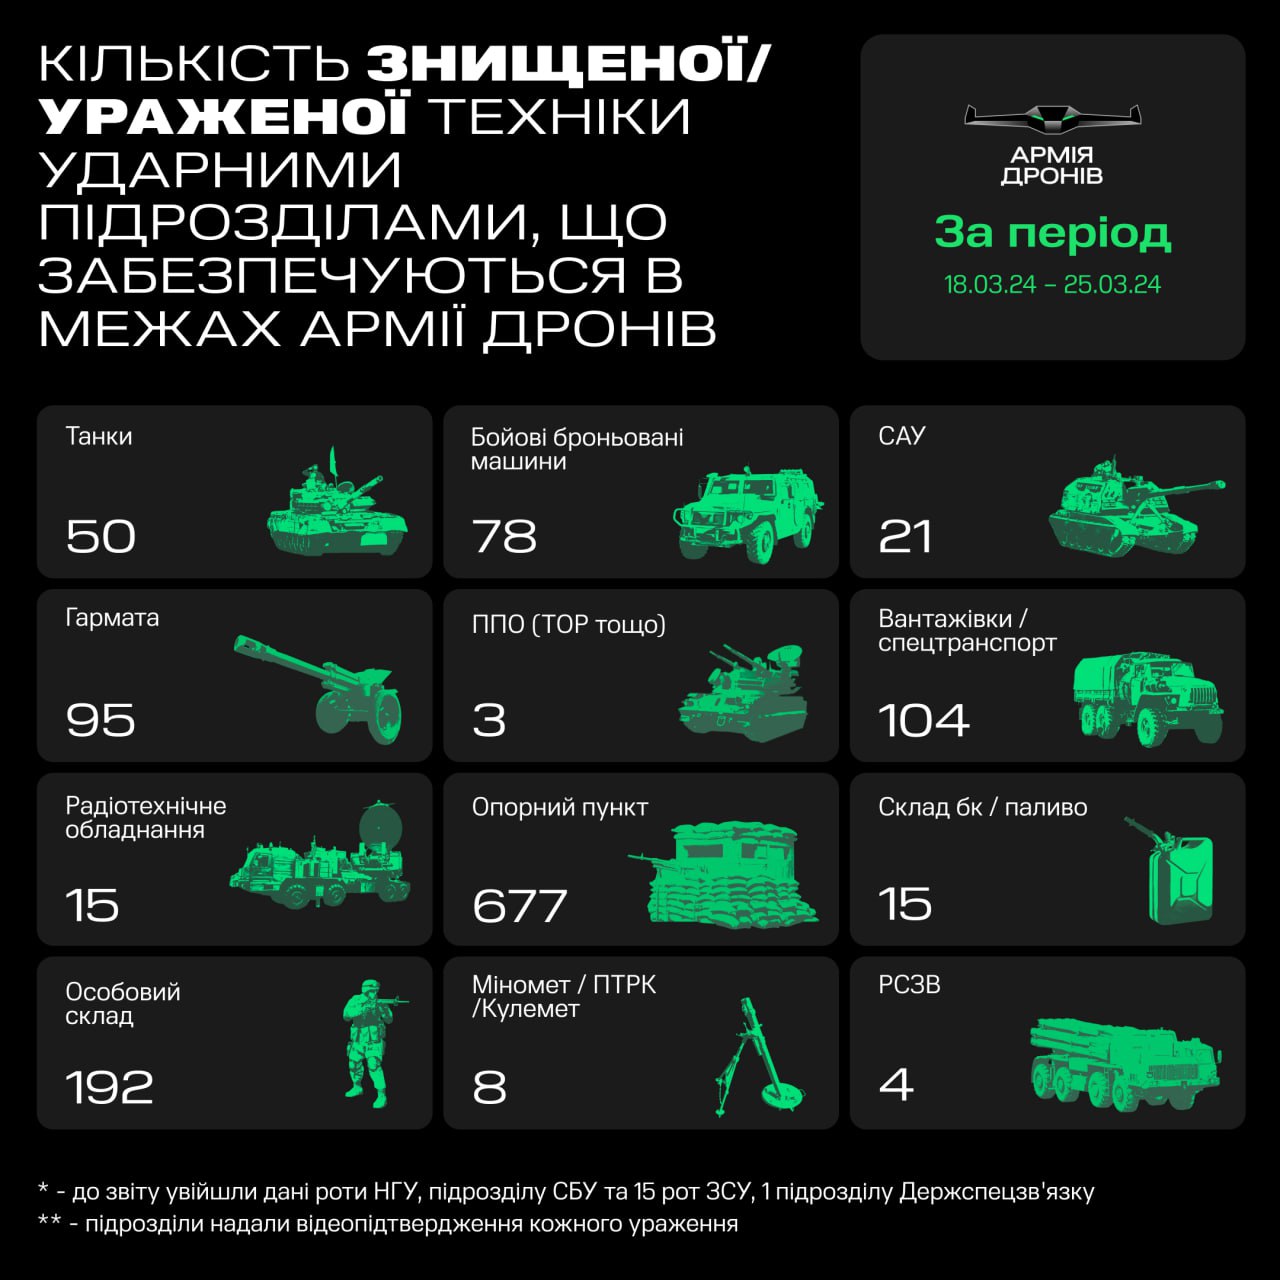 КІЛЬКІСТЬ ЗНИЩЕНОЇ/
УРАЖЕНОЇ ТЕХНІКИ
УДАРНИМИ
ПІДРОЗДІЛАМИ, ЩО
ЗАБЕЗПЕЧУЮТЬСЯ В
МЕЖАХ АРМІЇ ДРОНІВ
АРМІЯ
ДРОНІВ
За період
18.03.24 – 25.03.24
Танки
50
Бойові броньовані
машини
78
САУ
21
Гармата
95
ППО (ТОР тощо)
3
Вантажівки /
спецтранспорт
104
Радіотехнічне
обладнання
15
Опорний пункт
677
Склад бк / паливо
15
Особовий
склад
192
Міномет / ПТРК
/Кулемет
8
РСЗВ
4
* - до звіту увійшли дані роти НГУ, підрозділу СБУ та 15 рот ЗСУ, 1 підрозділу Держспецзв'язку
** - підрозділи надали відеопідтвердження кожного ураження